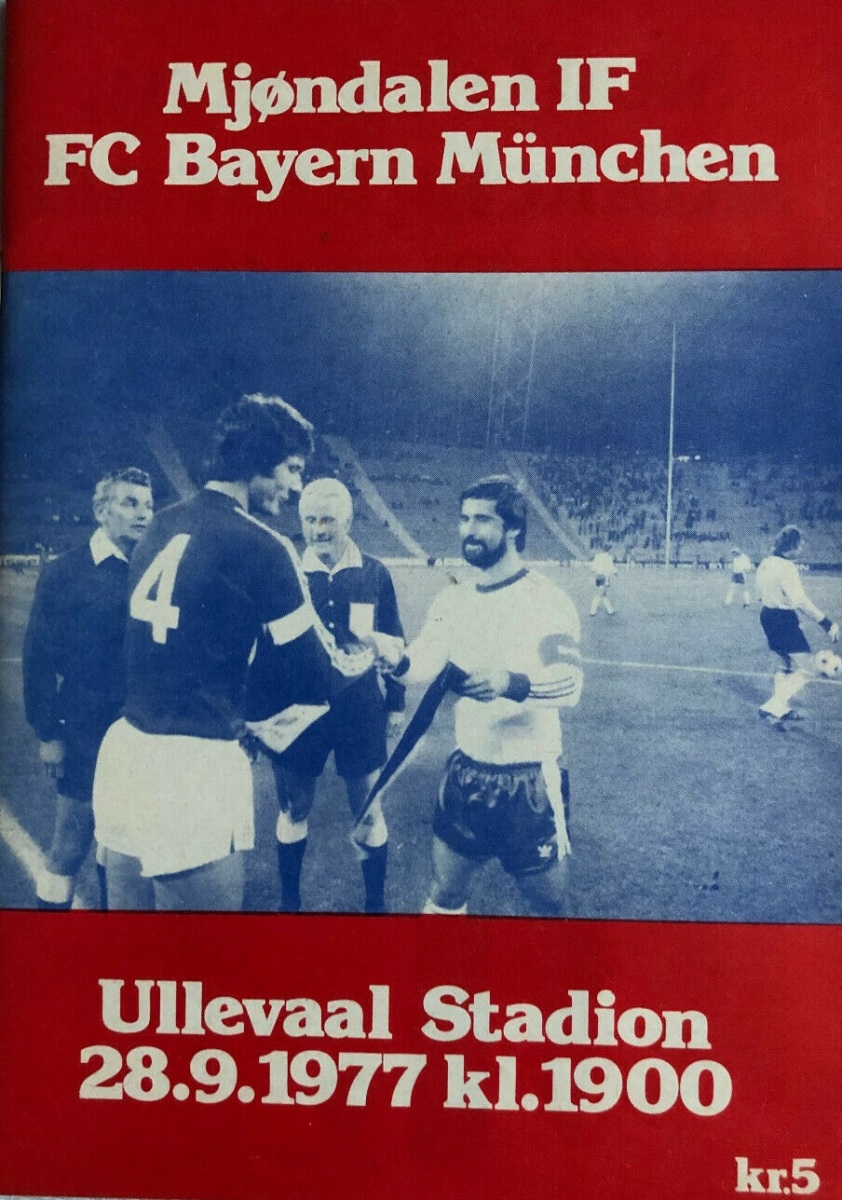 Mjøndalen IF
FC Bayern München
4
Ullevaal Stadion
28.9.1977 kl.1900
kr.5